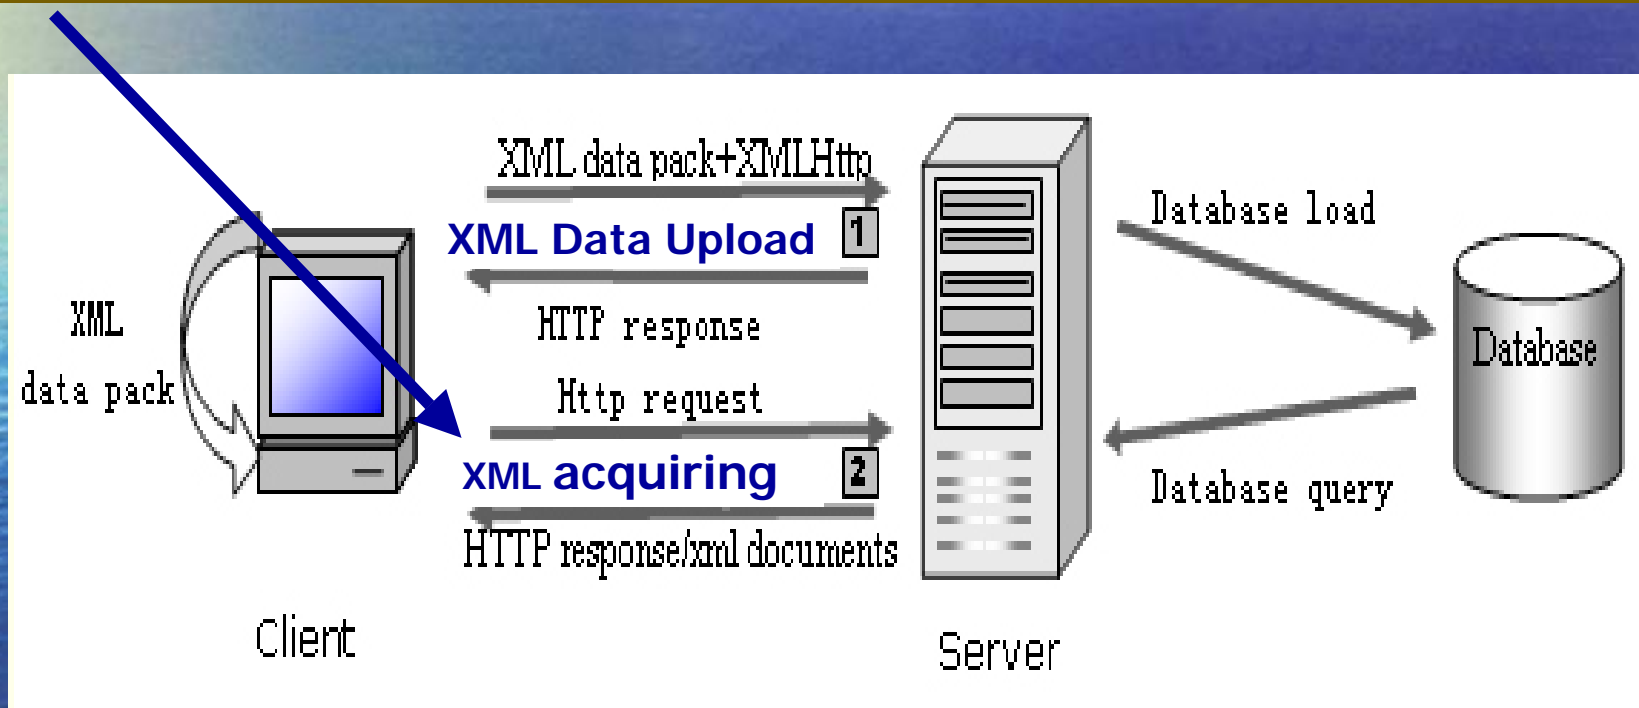 XML data pack+XMLHttp
XML Data Upload 1
HTTP response
XML
data pack
Http request
XML acquiring 2
HTTP response/xml documents
Client
Server
Database load
Database
Database query